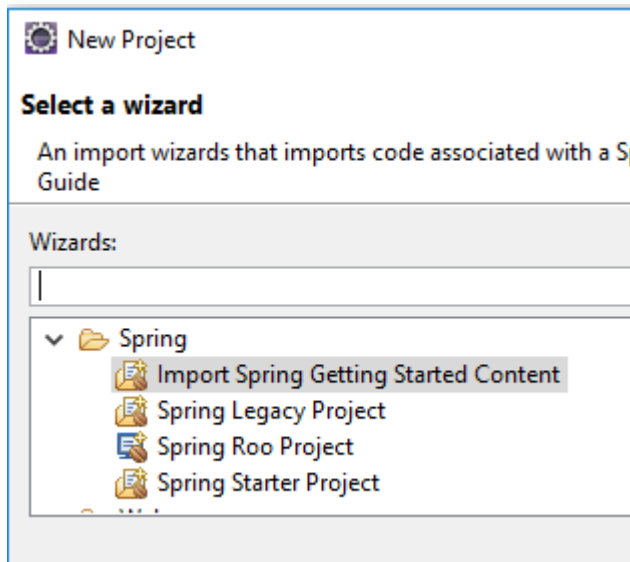 New Project
Select a wizard
An import wizards that imports code associated with a
Guide
Wizards:
Spring
Import Spring Getting Started Content
Spring Legacy Project
Spring Roo Project
Spring Starter Project